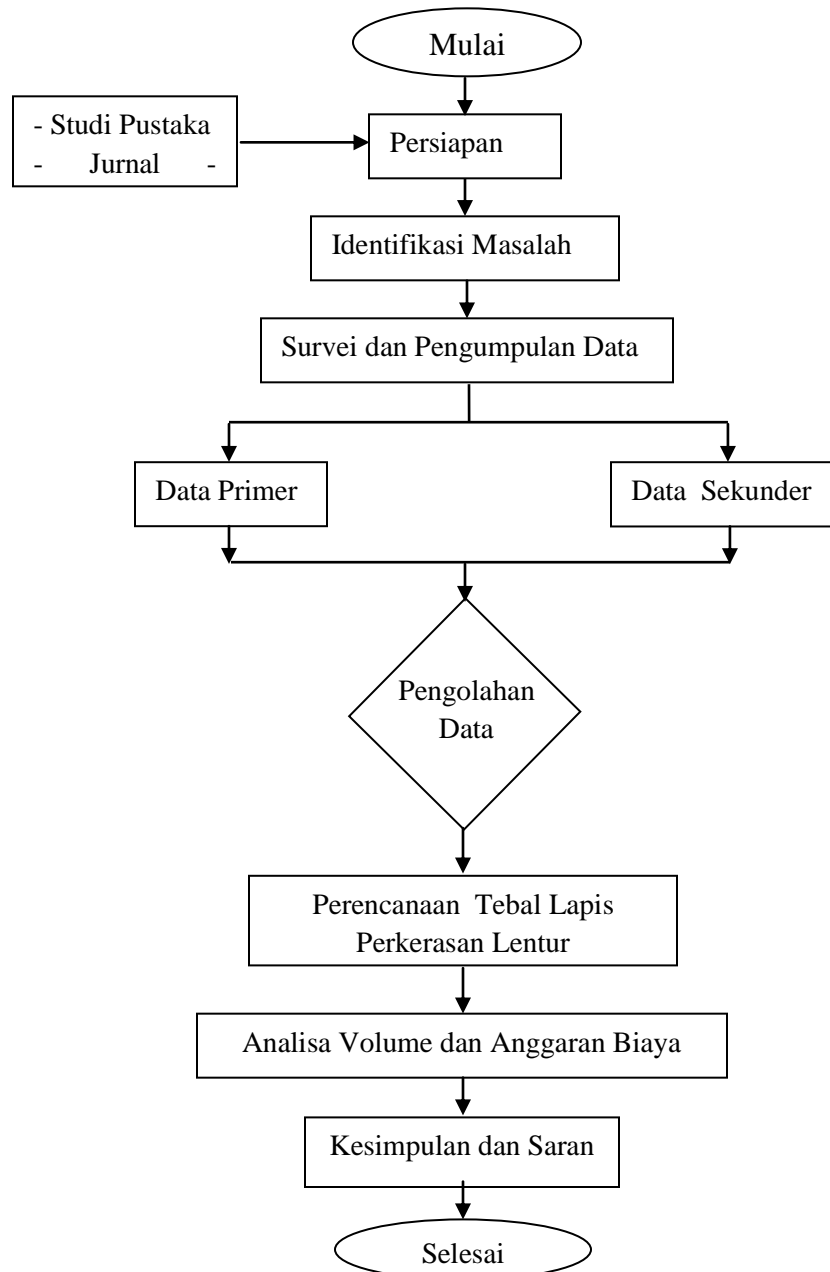 Mulai
- Studi Pustaka
- Jurnal -
Persiapan
Identifikasi Masalah
Survei dan Pengumpulan Data
Data Primer
Data Sekunder
Pengolahan
Data
Perencanaan Tebal Lapis
Perkerasan Lentur
Analisa Volume dan Anggaran Biaya
Kesimpulan dan Saran
Selesai